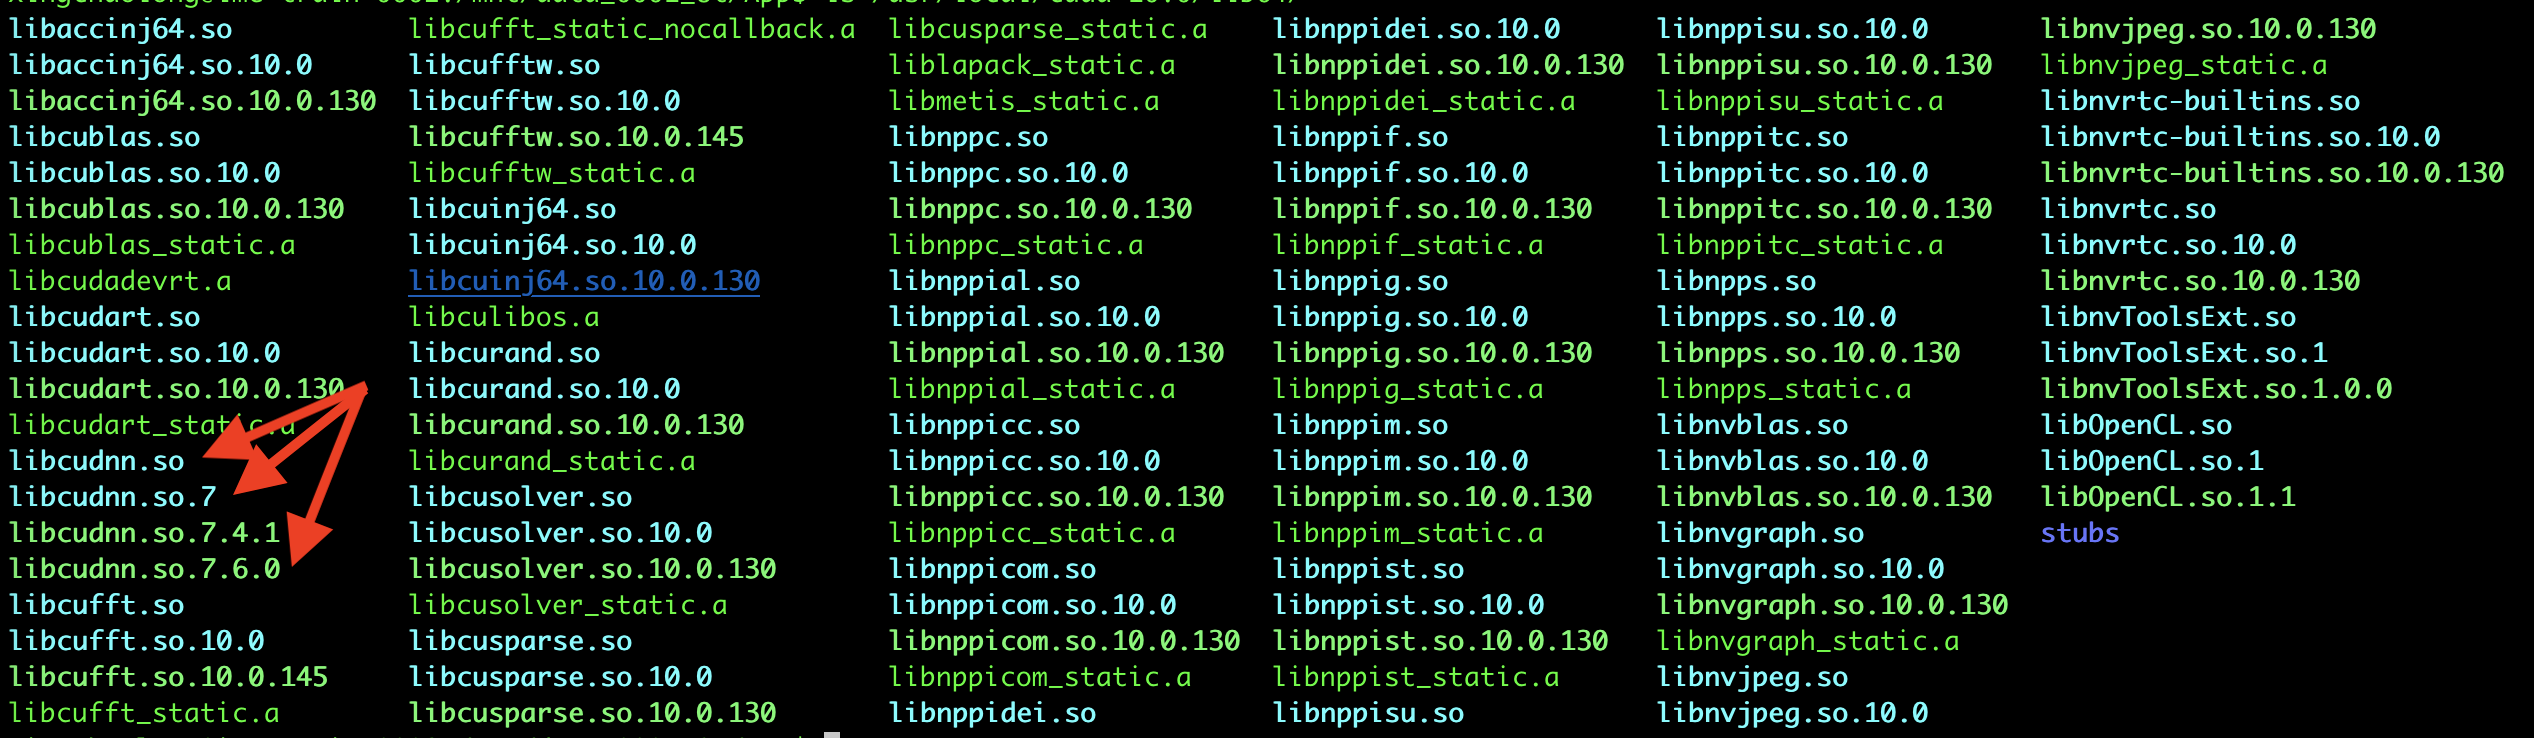 libaccinj64.so libcufft_static_nocallback.a libcusparse_static.a libnppidei.so.10.0 libnppisu.so.10.0 libnvjpeg.so.10.0.130
libaccinj64.so.10.0 libcufftw.so liblapack_static.a libnppidei.so.10.0.130 libnppisu.so.10.0.130 libnvjpeg_static.a
libaccinj64.so.10.0.130 libcufftw.so.10.0 libmetis_static.a libnppidei_static.a libnppisu_static.a libnvrtc-builtins.so
libcublas.so libcufftw.so.10.0.145 libnppc.so libnppif.so libnppitc.so libnvrtc-builtins.so.10.0
libcublas.so.10.0 libcufftw_static.a libnppc.so.10.0 libnppif.so.10.0 libnppitc.so.10.0 libnvrtc-builtins.so.10.0.130
libcublas.so.10.0.130 libcuinj64.so libnppc.so.10.0.130 libnppif.so.10.0.130 libnppitc.so.10.0.130 libnvrtc.so
libcublas_static.a libcuinj64.so.10.0 libnppc_static.a libnppif_static.a libnppitc_static.a libnvrtc.so.10.0
libcudadevrt.a libcuinj64.so.10.0.130 libnppial.so libnppig.so libnpps.so libnvrtc.so.10.0.130
libcudart.so libculibos.a libnppial.so.10.0 libnppig.so.10.0 libnpps.so.10.0 libnvToolsExt.so
libcudart.so.10.0 libcurand.so libnppial.so.10.0.130 libnppig.so.10.0.130 libnpps.so.10.0.130 libnvToolsExt.so.1
libcudart.so.10.0.130 libcurand.so.10.0 libnppial_static.a libnppig_static.a libnpps_static.a libnvToolsExt.so.1.0.0
libcudart_static.a libcurand.so.10.0.130 libnppicc.so libnppim.so libnvblas.so libOpenCL.so
libcudnn.so libcurand_static.a libnppicc.so.10.0 libnppim.so.10.0 libnvblas.so.10.0 libOpenCL.so.1
libcudnn.so.7 libcusolver.so libnppicc.so.10.0.130 libnppim.so.10.0.130 libnvblas.so.10.0.130 libOpenCL.so.1.1
libcudnn.so.7.4.1 libcusolver.so.10.0 libnppicc_static.a libnppim_static.a libnvgraph.so stubs
libcudnn.so.7.6.0 libcusolver.so.10.0.130 libnppicom.so libnppist.so libnvgraph.so.10.0
libcufft.so libcusolver_static.a libnppicom.so.10.0 libnppist.so.10.0 libnvgraph.so.10.0.130
libcufft.so.10.0 libcusparse.so libnppicom.so.10.0.130 libnppist.so.10.0.130 libnvgraph_static.a
libcufft.so.10.0.145 libcusparse.so.10.0 libnppicom_static.a libnppist_static.a libnvjpeg.so
libcufft_static.a libcusparse.so.10.0.130 libnppidei.so libnppisu.so libnvjpeg.so.10.0